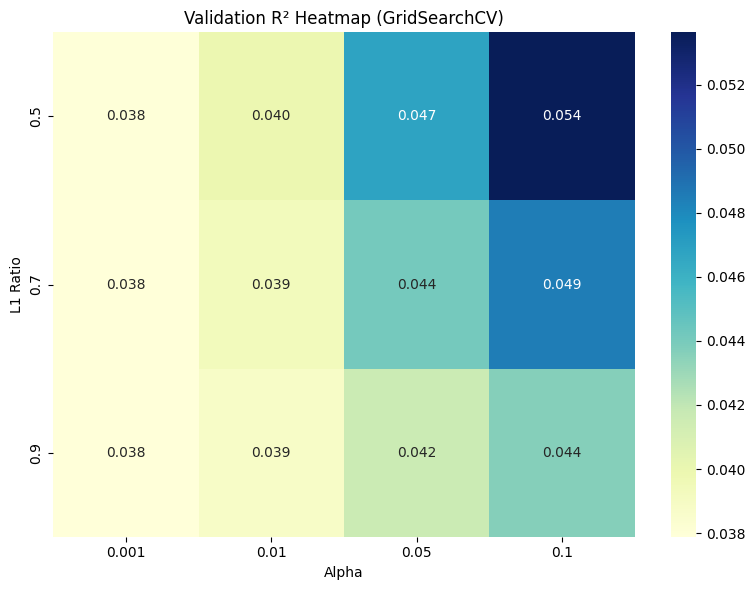 Validation R² Heatmap (GridSearchCV)
0.5 0.038 0.040 0.047 0.054
L1 Ratio
0.7 0.038 0.039 0.044 0.049
0.9 0.038 0.039 0.042 0.044
0.001 0.01 0.05 0.1
Alpha
0.052
0.050
0.048
0.046
0.044
0.042
0.040
0.038